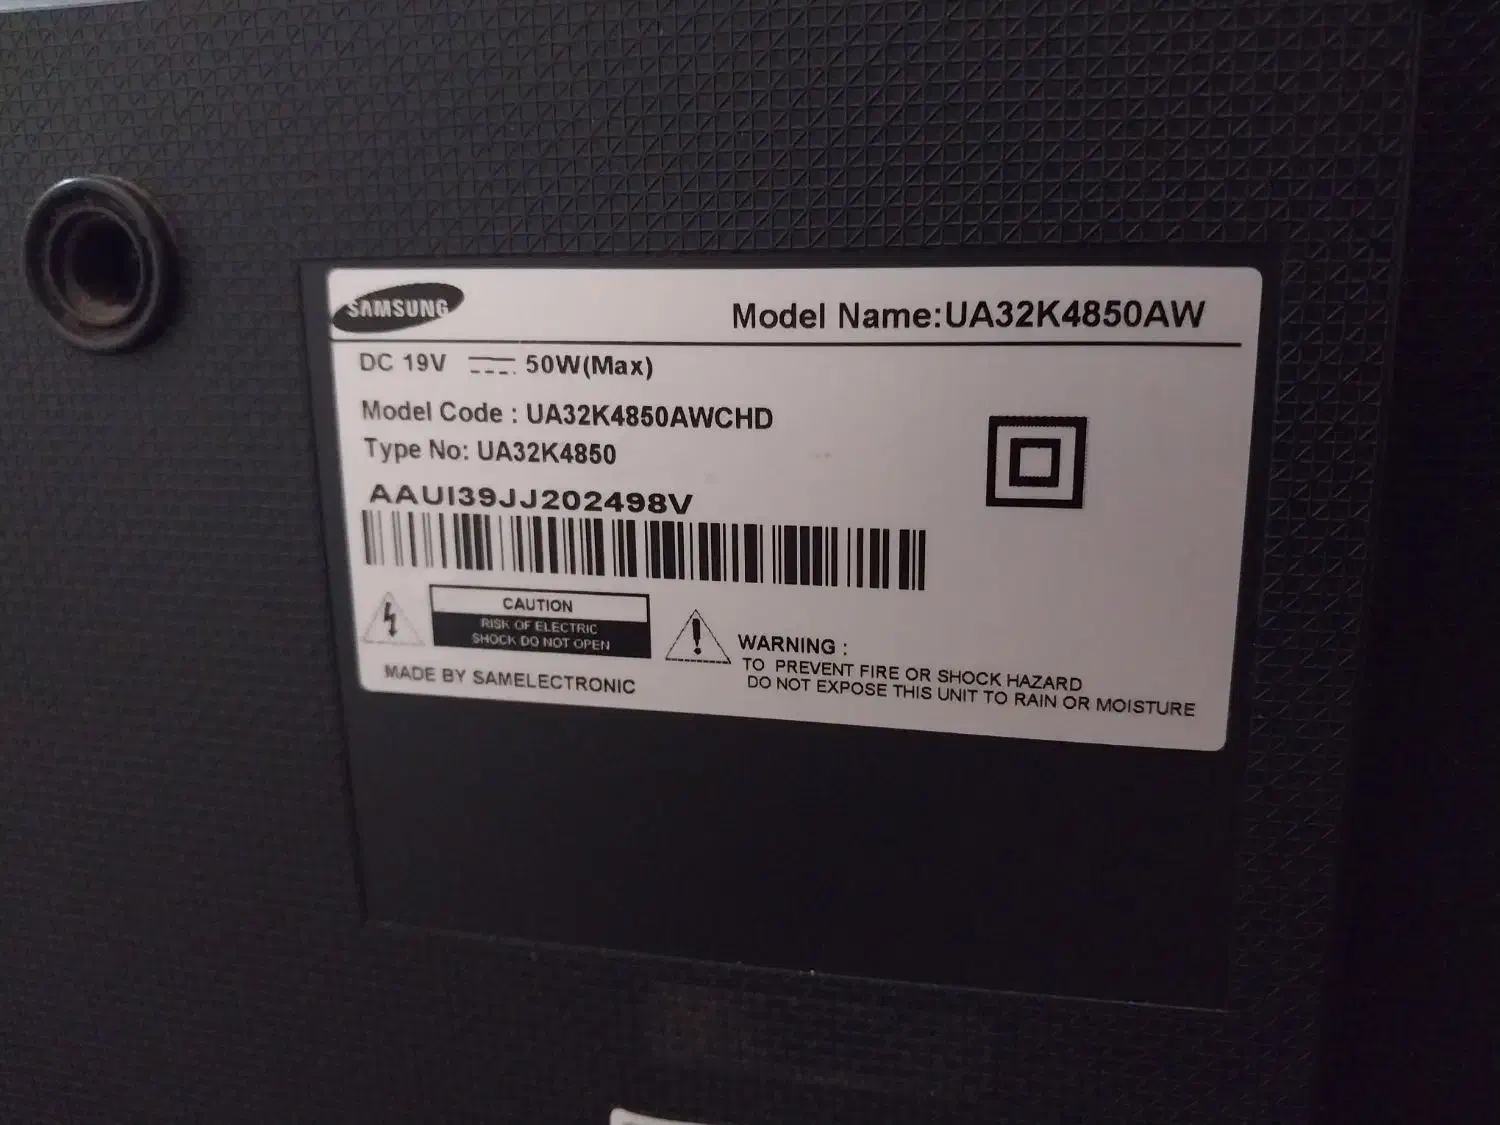 SAMSUNG
Model Name:UA32K4850AW
DC 19V 50W(Max)
Model Code : UA32K4850AWCHD
Type No: UA32K4850
AAUI39JJ202498V
CAUTION
RISK OF ELECTRIC
SHOCK DO NOT OPEN
WARNING :
TO PREVENT FIRE OR SHOCK HAZARD
DO NOT EXPOSE THIS UNIT TO RAIN OR MOISTURE
MADE BY SAMELECTRONIC